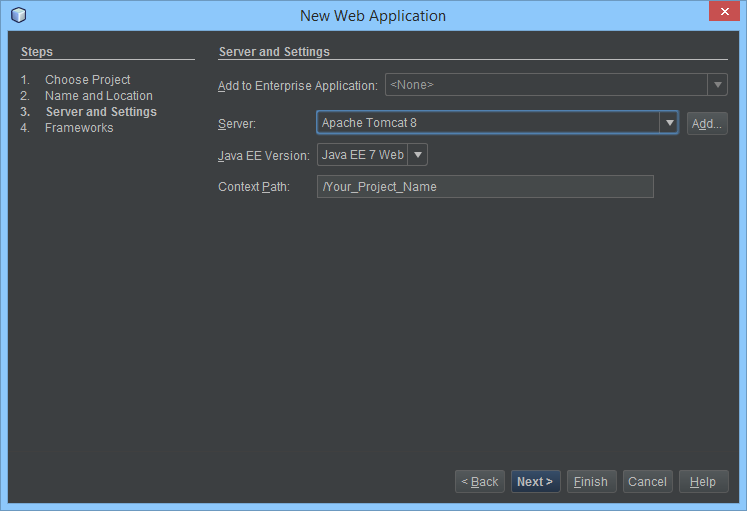 New Web Application
Steps
1. Choose Project
2. Name and Location
3. Server and Settings
4. Frameworks
Server and Settings
Add to Enterprise Application: <None>
Server: Apache Tomcat 8 Add...
Java EE Version: Java EE 7 Web
Context Path: /Your_Project_Name
< Back Next > Finish Cancel Help